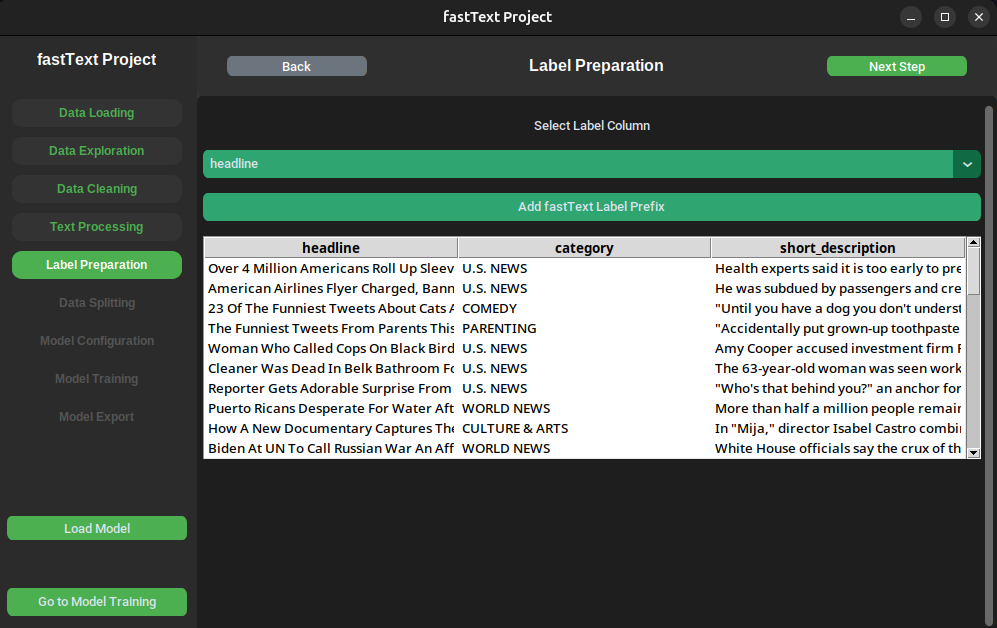 fastText Project
fastText Project
Back
Label Preparation
Next Step
Data Loading
Data Exploration
Data Cleaning
Text Processing
Label Preparation
Data Splitting
Model Configuration
Model Training
Model Export
Load Model
Go to Model Training
Select Label Column
headline
Add fastText Label Prefix
headline category short_description
Over 4 Million Americans Roll Up Sleev U.S. NEWS Health experts said it is too early to pre
American Airlines Flyer Charged, Bann U.S. NEWS He was subdued by passengers and cre
23 Of The Funniest Tweets About Cats A COMEDY "Until you have a dog you don't underst
The Funniest Tweets From Parents This PARENTING "Accidentally put grown-up toothpaste
Woman Who Called Cops On Black Bird U.S. NEWS Amy Cooper accused investment firm F
Cleaner Was Dead In Belk Bathroom Fo U.S. NEWS The 63-year-old woman was seen work
Reporter Gets Adorable Surprise From U.S. NEWS "Who's that behind you?" an anchor for
Puerto Ricans Desperate For Water Aft WORLD NEWS More than half a million people remain
How A New Documentary Captures The CULTURE & ARTS In "Mija," director Isabel Castro combi
Biden At UN To Call Russian War An Aff WORLD NEWS White House officials say the crux of th